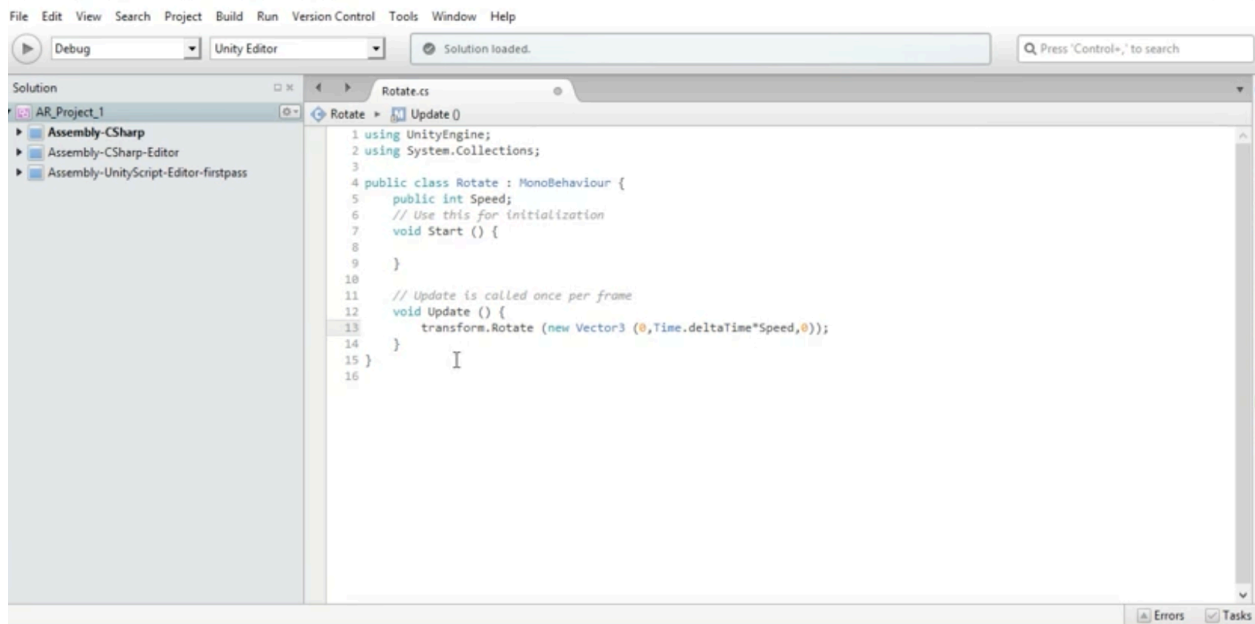 File Edit View Search Project Build Run Version Control Tools Window Help
Debug Unity Editor Solution loaded. Press 'Control+,' to search
Solution
AR_Project_1
Assembly-CSharp
Assembly-CSharp-Editor
Assembly-UnityScript-Editor-firstpass
Rotate.cs
Rotate Update ()
1 using UnityEngine;
2 using System.Collections;
3
4 public class Rotate : MonoBehaviour {
5 public int Speed;
6 // Use this for initialization
7 void Start () {
8
9 }
10
11 // Update is called once per frame
12 void Update () {
13 transform.Rotate (new Vector3 (0,Time.deltaTime*Speed,0));
14 }
15 }
16
Errors Tasks